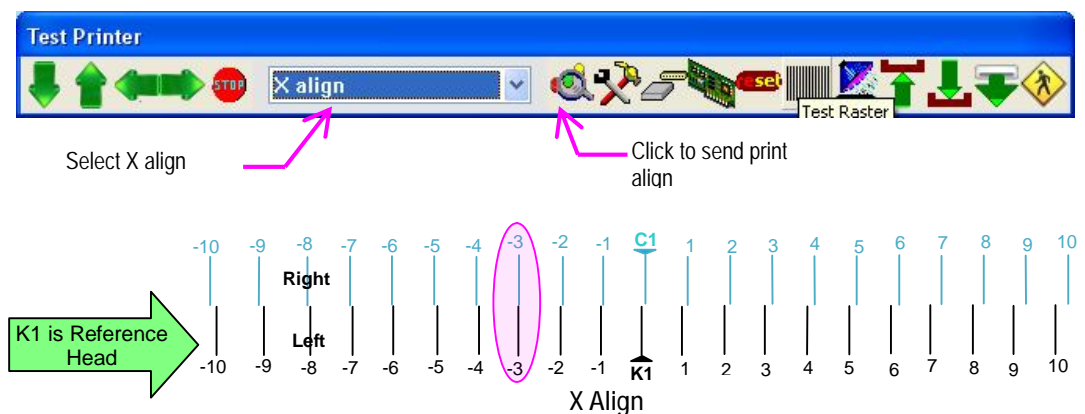 Test Printer
STOP
X align
reset
Test Raster
Select X align
Click to send print
align
-10 -9 -8 -7 -6 -5 -4 -3 -2 -1 C1 1 2 3 4 5 6 7 8 9 10
Right
K1 is Reference
Head
Left
-10 -9 -8 -7 -6 -5 -4 -3 -2 -1 K1 1 2 3 4 5 6 7 8 9 10
X Align